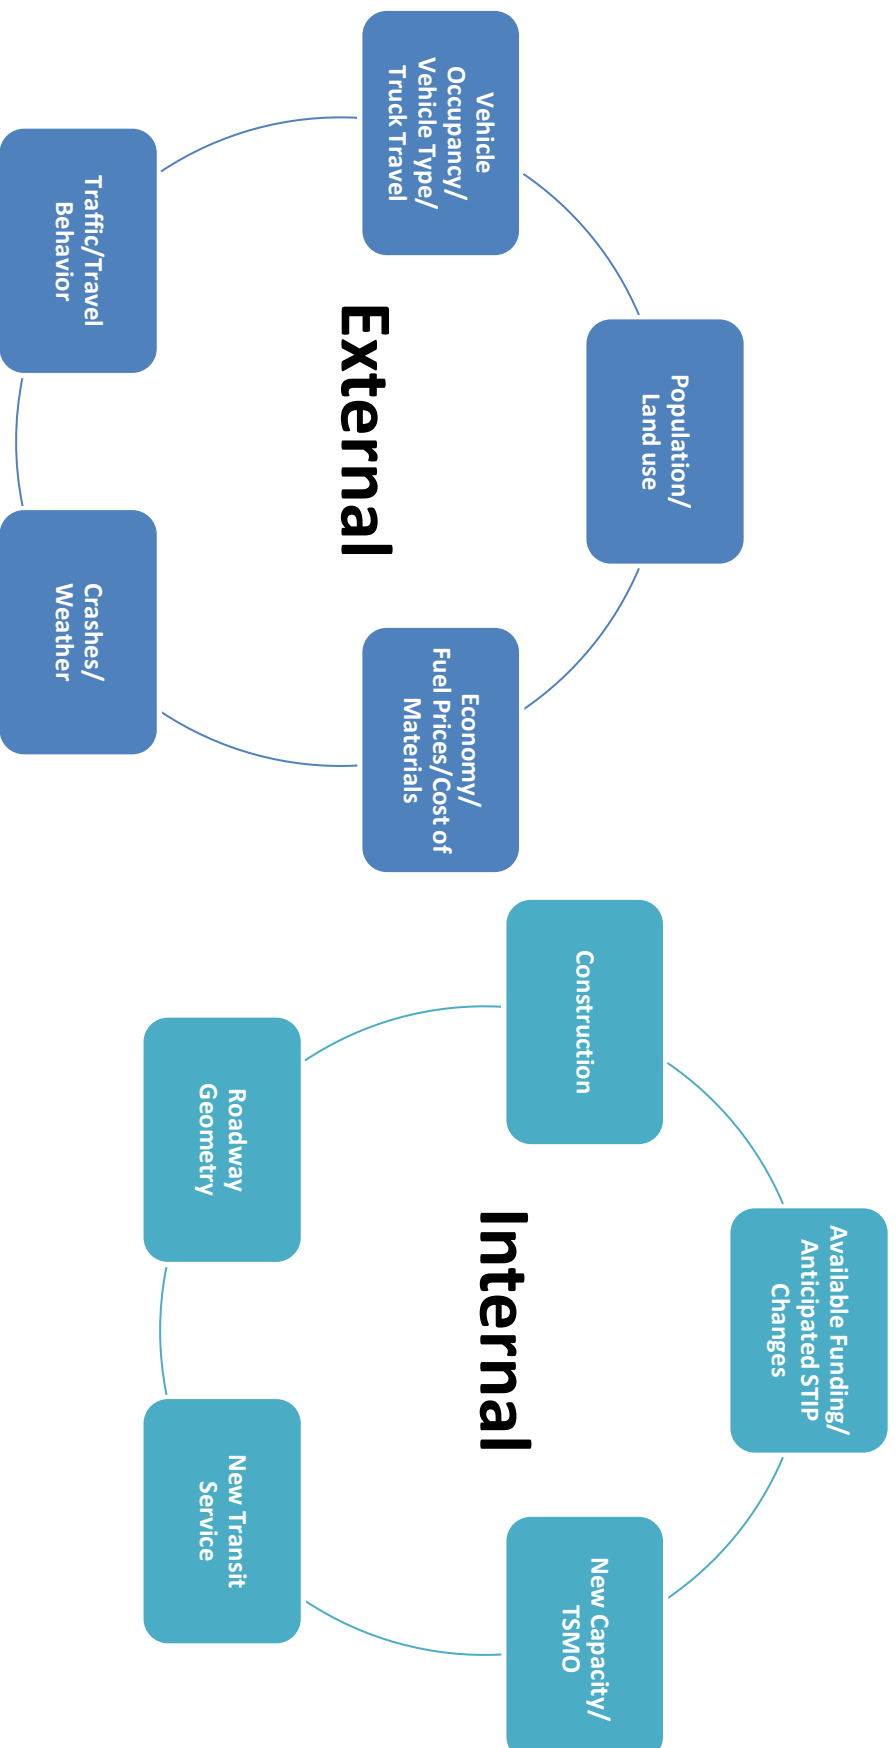 Population/
Land use
Vehicle
Occupancy/
Vehicle Type/
Truck Travel
Economy/
Fuel Prices/Cost of
Materials
External
Traffic/Travel
Behavior
Crashes/
Weather
Available Funding/
Anticipated STIP
Changes
Construction
New Capacity/
TSMO
Internal
Roadway
Geometry
New Transit
Service